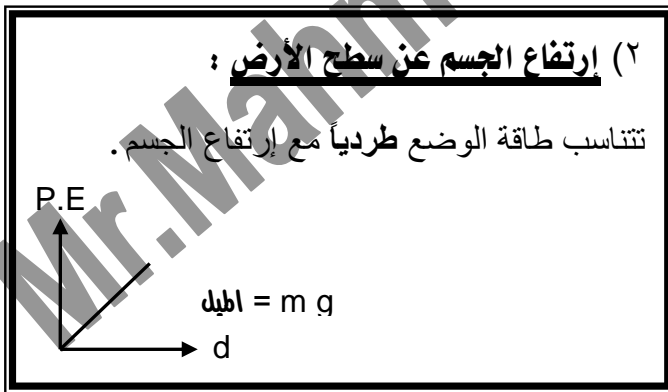 ٢) إرتفاع الجسم عن سطح الأرض :
تتناسب طاقة الوضع طردياً مع إرتفاع الجسم .
P.E
الميل = m g
d
Mr.Mahm